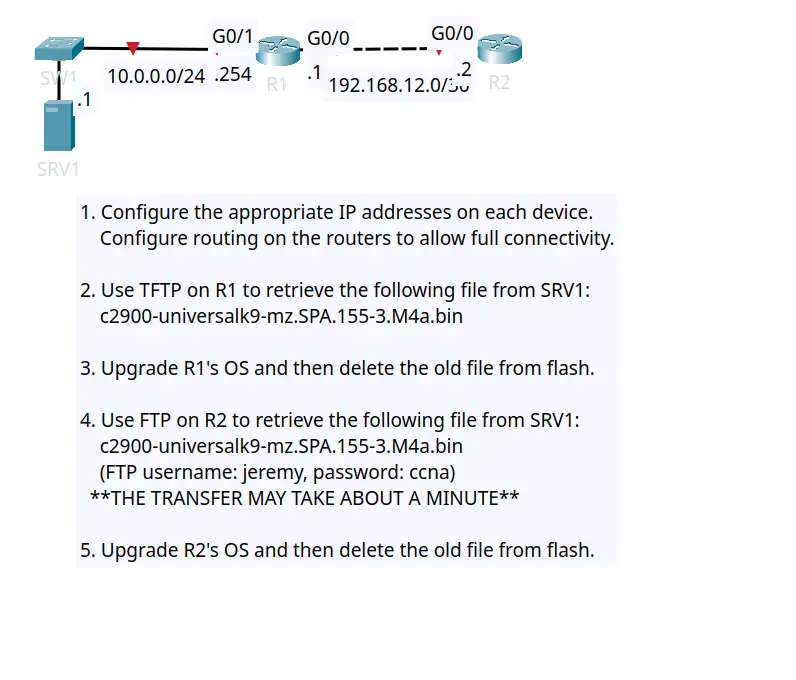 G0/1
G0/0
G0/0
SW1
10.0.0.0/24
.254
R1
.1
192.168.12.0/30
.2
R2
.1
SRV1
1. Configure the appropriate IP addresses on each device.
Configure routing on the routers to allow full connectivity.
2. Use TFTP on R1 to retrieve the following file from SRV1:
c2900-universalk9-mz.SPA.155-3.M4a.bin
3. Upgrade R1's OS and then delete the old file from flash.
4. Use FTP on R2 to retrieve the following file from SRV1:
c2900-universalk9-mz.SPA.155-3.M4a.bin
(FTP username: jeremy, password: ccna)
**THE TRANSFER MAY TAKE ABOUT A MINUTE**
5. Upgrade R2's OS and then delete the old file from flash.